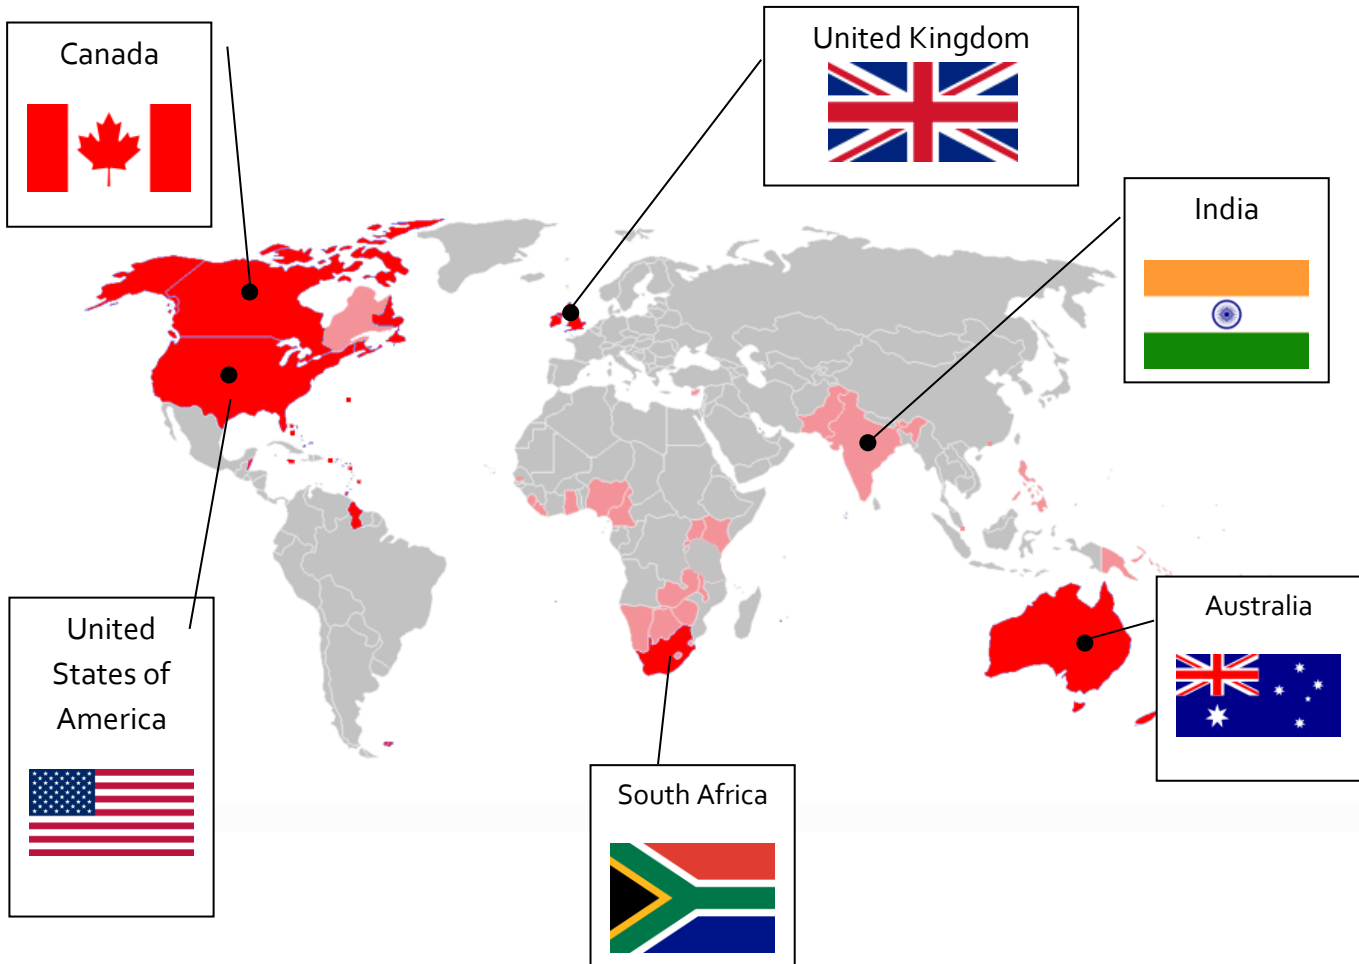 Canada
United Kingdom
India
United
States of
America
South Africa
Australia